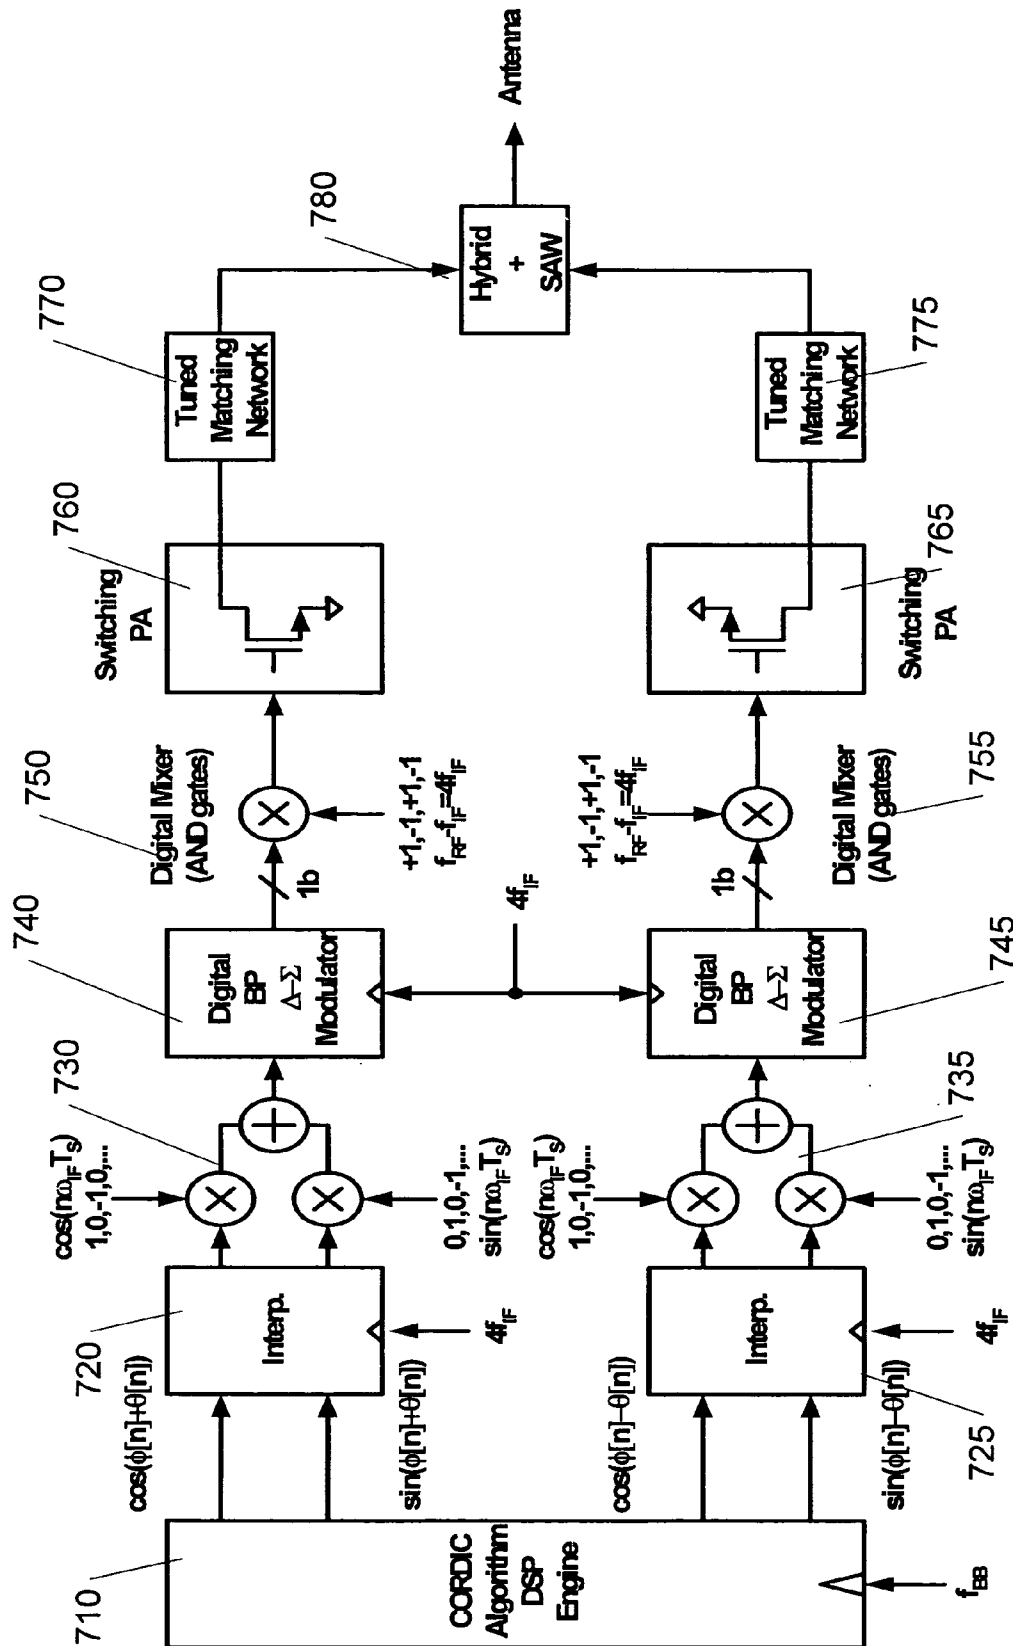 710
CORDIC
Algorithm
DSP
Engine
f_BB
cos(ϕ[n]+θ[n])
sin(ϕ[n]+θ[n])
cos(ϕ[n]−θ[n])
sin(ϕ[n]−θ[n])
720
Interp.
4f_IF
Interp.
4f_IF
725
cos(nω_IF T_S)
1,0,-1,0,...
730
0,1,0,-1,...
sin(nω_IF T_S)
cos(nω_IF T_S)
1,0,-1,0,...
735
0,1,0,-1,...
sin(nω_IF T_S)
740
Digital
BP
Δ−Σ
Modulator
4f_IF
Digital
BP
Δ−Σ
Modulator
745
1b
1b
750
Digital Mixer
(AND gates)
+1,-1,+1,-1
f_RF-f_IF=4f_IF
+1,-1,+1,-1
f_RF-f_IF=4f_IF
Digital Mixer
(AND gates)
755
760
Switching
PA
Switching
PA
765
770
Tuned
Matching
Network
Tuned
Matching
Network
775
780
Hybrid
+
SAW
Antenna